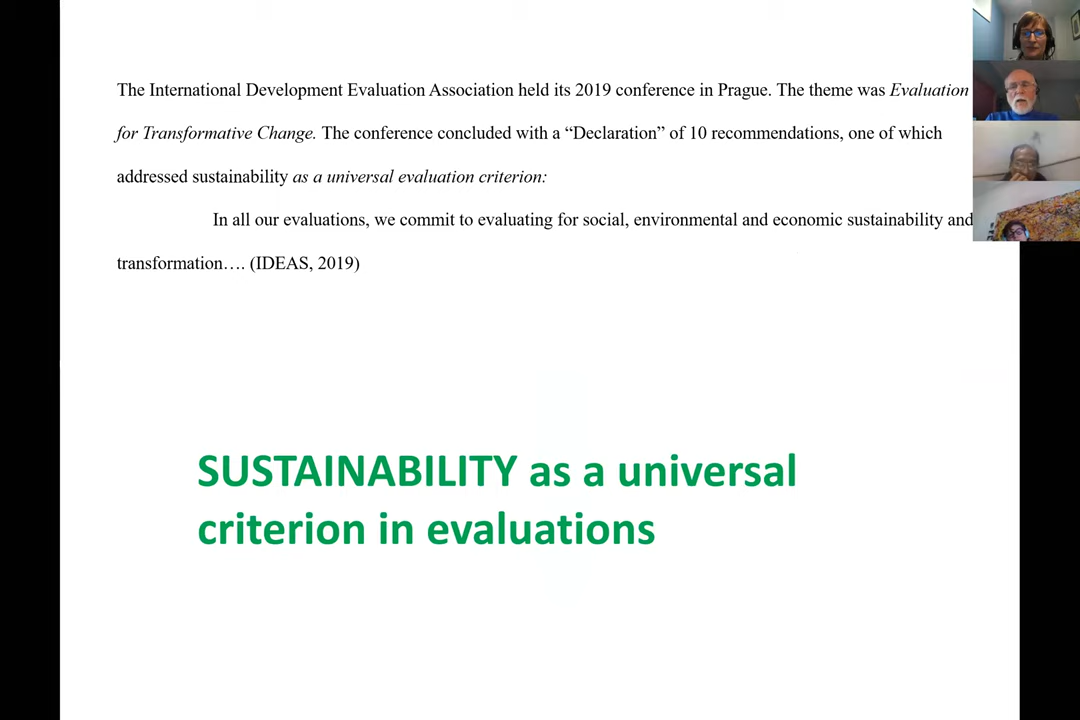 The International Development Evaluation Association held its 2019 conference in Prague. The theme was Evaluation
for Transformative Change. The conference concluded with a “Declaration” of 10 recommendations, one of which
addressed sustainability as a universal evaluation criterion:
In all our evaluations, we commit to evaluating for social, environmental and economic sustainability and
transformation…. (IDEAS, 2019)
SUSTAINABILITY as a universal
criterion in evaluations